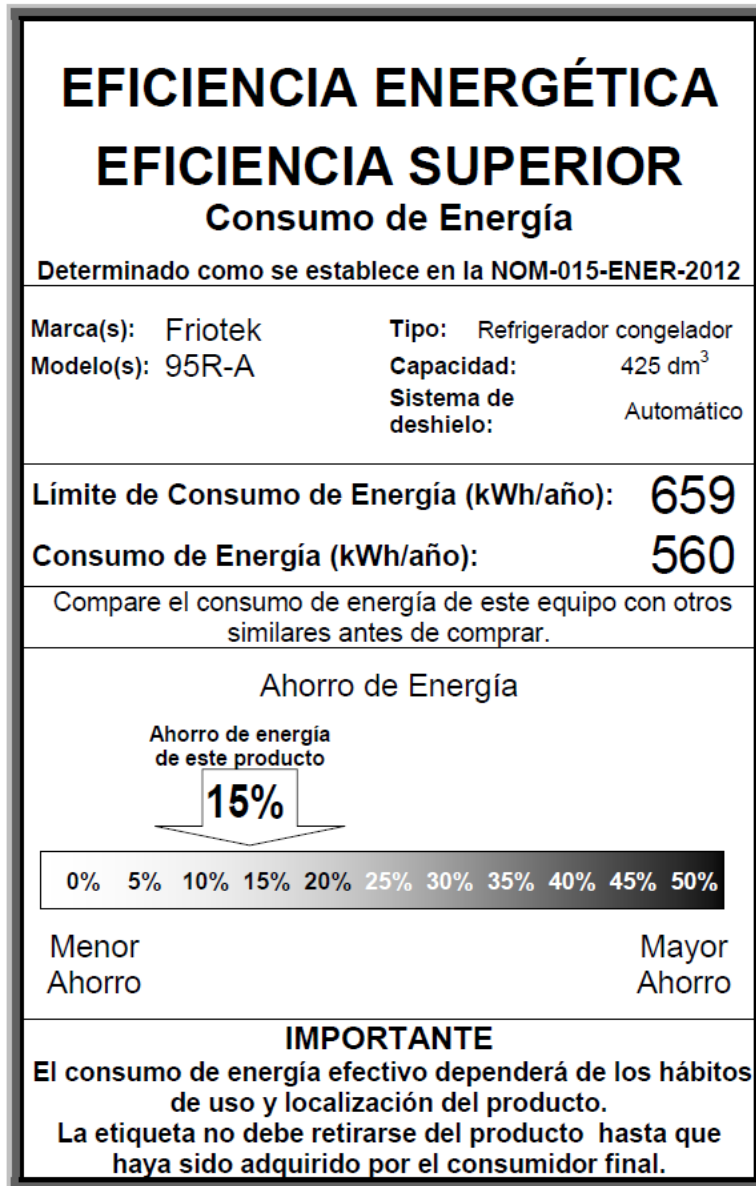 EFICIENCIA ENERGÉTICA
EFICIENCIA SUPERIOR
Consumo de Energía
Determinado como se establece en la NOM-015-ENER-2012
Marca(s): Friotek
Modelo(s): 95R-A
Tipo: Refrigerador congelador
Capacidad: 425 dm³
Sistema de
deshielo: Automático
Límite de Consumo de Energía (kWh/año): 659
Consumo de Energía (kWh/año): 560
Compare el consumo de energía de este equipo con otros
similares antes de comprar.
Ahorro de Energía
Ahorro de energía
de este producto
15%
0% 5% 10% 15% 20% 25% 30% 35% 40% 45% 50%
Menor
Ahorro
Mayor
Ahorro
IMPORTANTE
El consumo de energía efectivo dependerá de los hábitos
de uso y localización del producto.
La etiqueta no debe retirarse del producto hasta que
haya sido adquirido por el consumidor final.